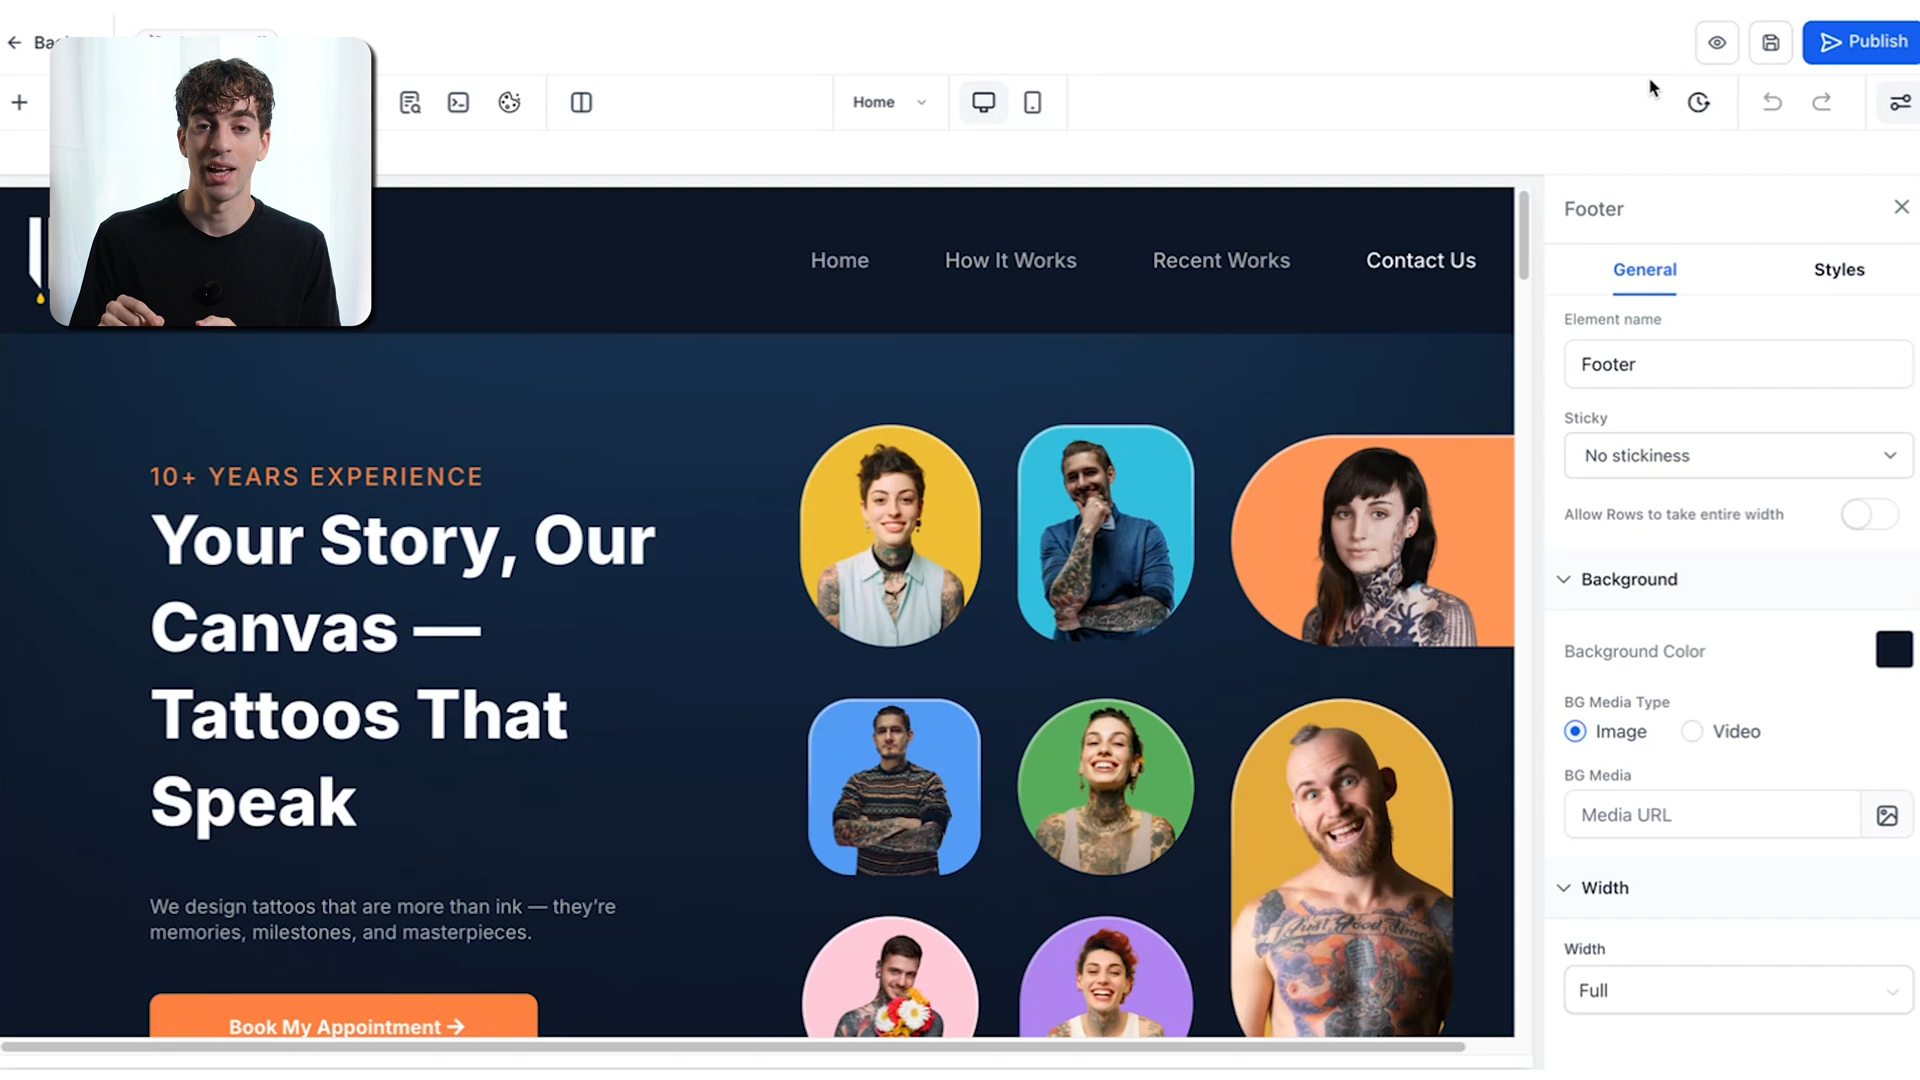 Publish
Home
Home
How It Works
Recent Works
Contact Us
10+ YEARS EXPERIENCE
Your Story, Our
Canvas —
Tattoos That
Speak
We design tattoos that are more than ink — they're
memories, milestones, and masterpieces.
Book My Appointment →
Just Good Times
Footer
General
Styles
Element name
Footer
Sticky
No stickiness
Allow Rows to take entire width
Background
Background Color
BG Media Type
Image
Video
BG Media
Media URL
Width
Width
Full